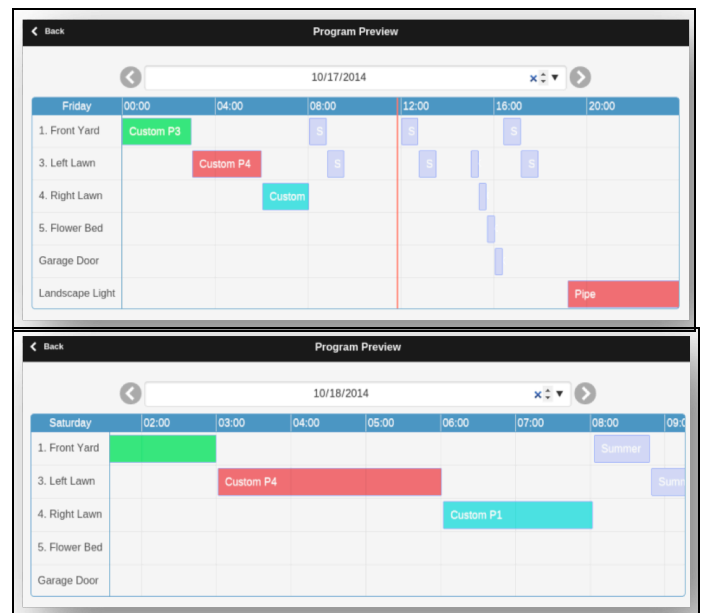 Back Program Preview
10/17/2014
Friday 00:00 04:00 08:00 12:00 16:00 20:00
1. Front Yard Custom P3 S S S
3. Left Lawn Custom P4 S S S
4. Right Lawn Custom
5. Flower Bed
Garage Door
Landscape Light Pipe
Back Program Preview
10/18/2014
Saturday 02:00 03:00 04:00 05:00 06:00 07:00 08:00 09:0
1. Front Yard Summer
3. Left Lawn Custom P4 Sum
4. Right Lawn Custom P1
5. Flower Bed
Garage Door